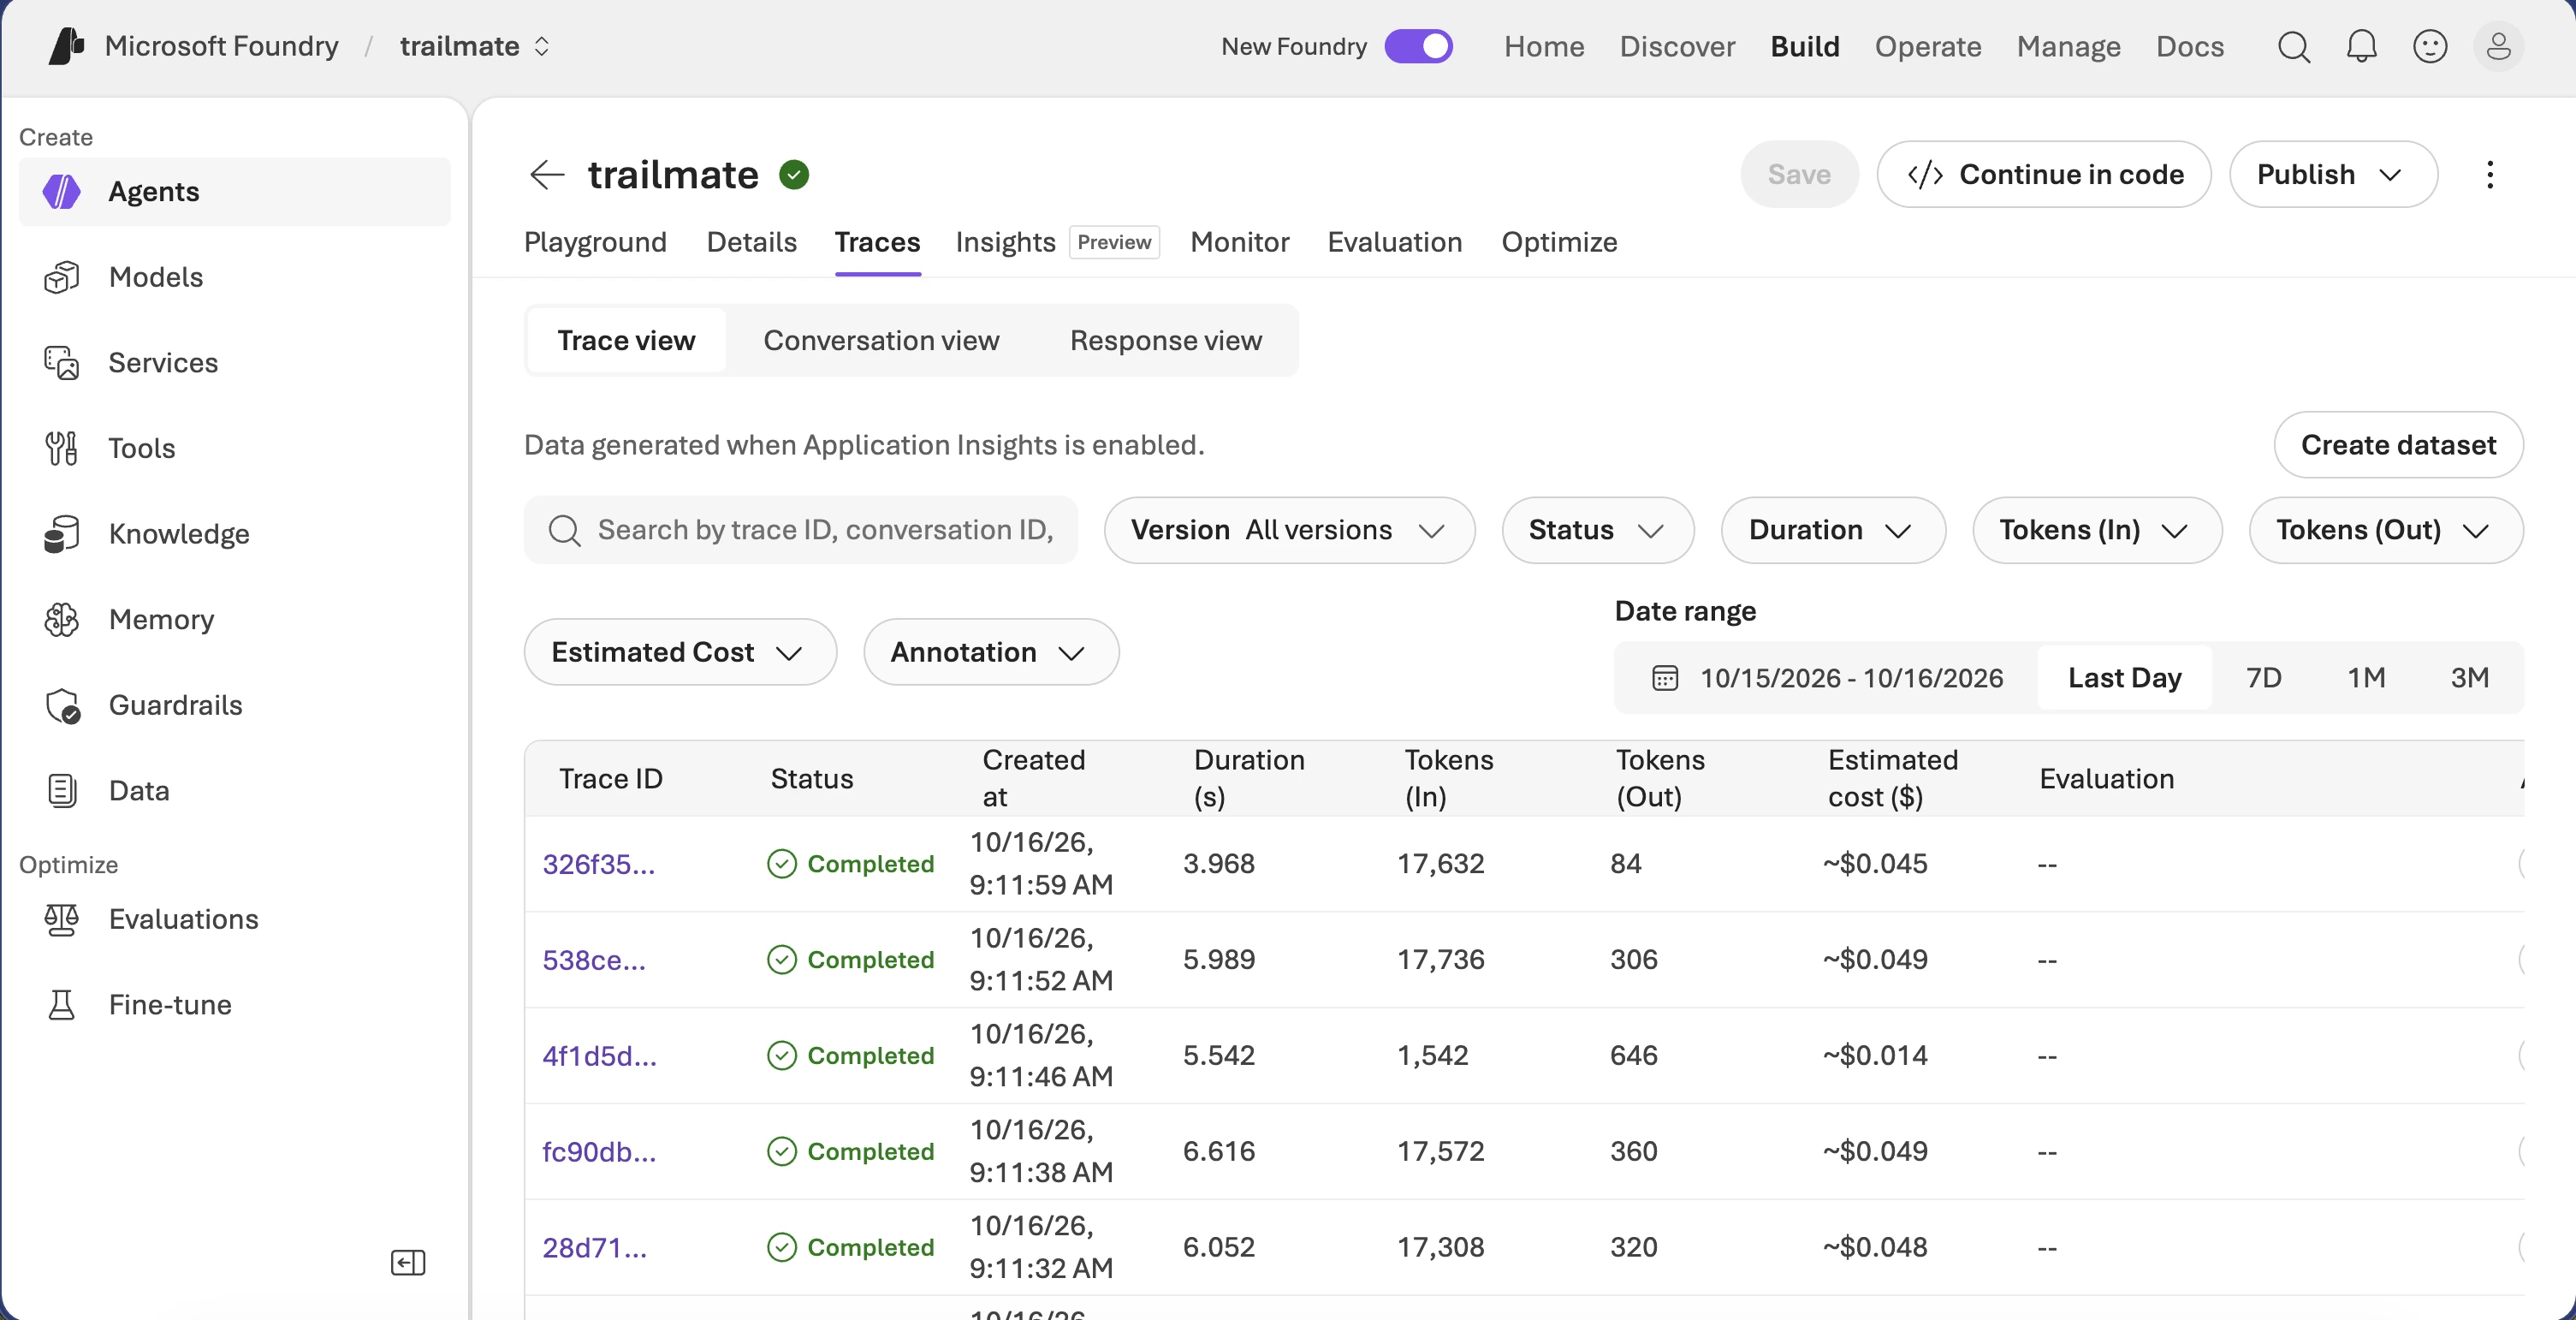 Microsoft Foundry / trailmate
New Foundry Home Discover Build Operate Manage Docs
Create
Agents
Models
Services
Tools
Knowledge
Memory
Guardrails
Data
Optimize
Evaluations
Fine-tune
trailmate
Save </> Continue in code Publish
Playground Details Traces Insights Preview Monitor Evaluation Optimize
Trace view Conversation view Response view
Data generated when Application Insights is enabled.
Create dataset
Search by trace ID, conversation ID, Version All versions Status Duration Tokens (In) Tokens (Out)
Estimated Cost Annotation
Date range
10/15/2026 - 10/16/2026 Last Day 7D 1M 3M
Trace ID Status Created at Duration (s) Tokens (In) Tokens (Out) Estimated cost ($) Evaluation
326f35... Completed 10/16/26, 9:11:59 AM 3.968 17,632 84 ~$0.045 --
538ce... Completed 10/16/26, 9:11:52 AM 5.989 17,736 306 ~$0.049 --
4f1d5d... Completed 10/16/26, 9:11:46 AM 5.542 1,542 646 ~$0.014 --
fc90db... Completed 10/16/26, 9:11:38 AM 6.616 17,572 360 ~$0.049 --
28d71... Completed 10/16/26, 9:11:32 AM 6.052 17,308 320 ~$0.048 --